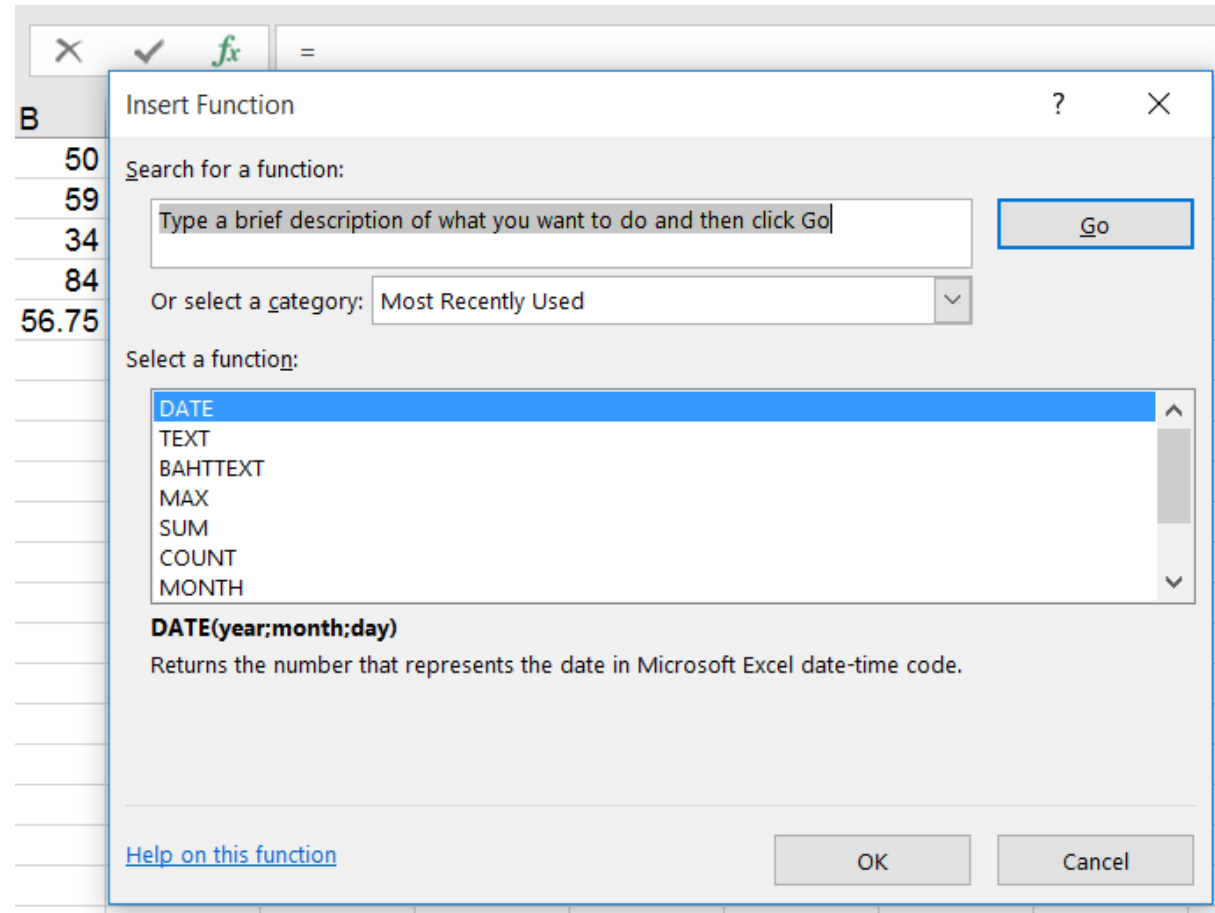 fx =
B
Insert Function ?
50
Search for a function:
59
Type a brief description of what you want to do and then click Go
Go
34
84
Or select a category: Most Recently Used
56.75
Select a function:
DATE
TEXT
BAHTTEXT
MAX
SUM
COUNT
MONTH
DATE(year;month;day)
Returns the number that represents the date in Microsoft Excel date-time code.
Help on this function
OK
Cancel